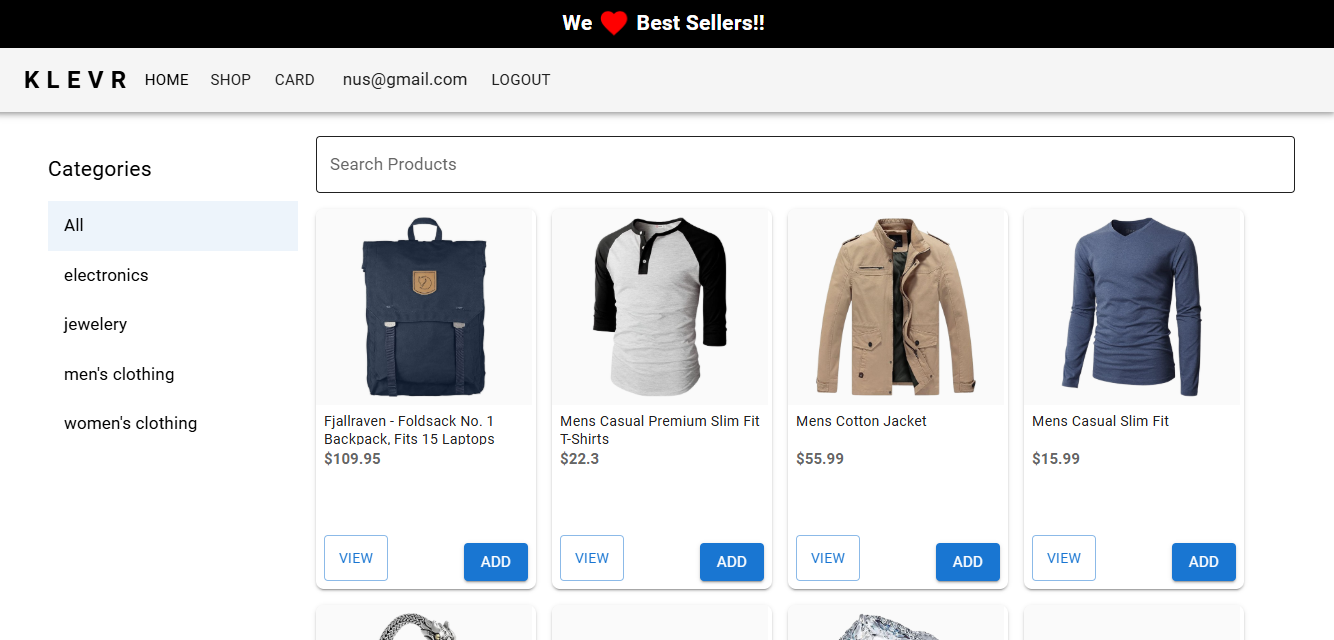 We ❤ Best Sellers!!
KLEVR HOME SHOP CARD nus@gmail.com LOGOUT
Categories
All
electronics
jewelery
men's clothing
women's clothing
Search Products
Fjallraven - Foldsack No. 1
Backpack, Fits 15 Laptops
$109.95
VIEW ADD
Mens Casual Premium Slim Fit
T-Shirts
$22.3
VIEW ADD
Mens Cotton Jacket
$55.99
VIEW ADD
Mens Casual Slim Fit
$15.99
VIEW ADD